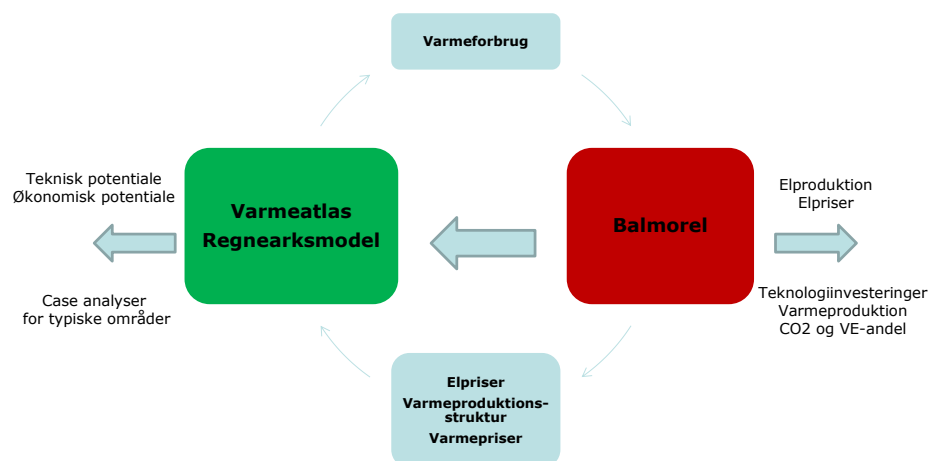 Varmeforbrug
Teknisk potentiale
Økonomisk potentiale
Case analyser
for typiske områder
Varmeatlas
Regnearksmodel
Balmorel
Elproduktion
Elpriser
Teknologiinvesteringer
Varmeproduktion
CO2 og VE-andel
Elpriser
Varmeproduktions-
struktur
Varmepriser